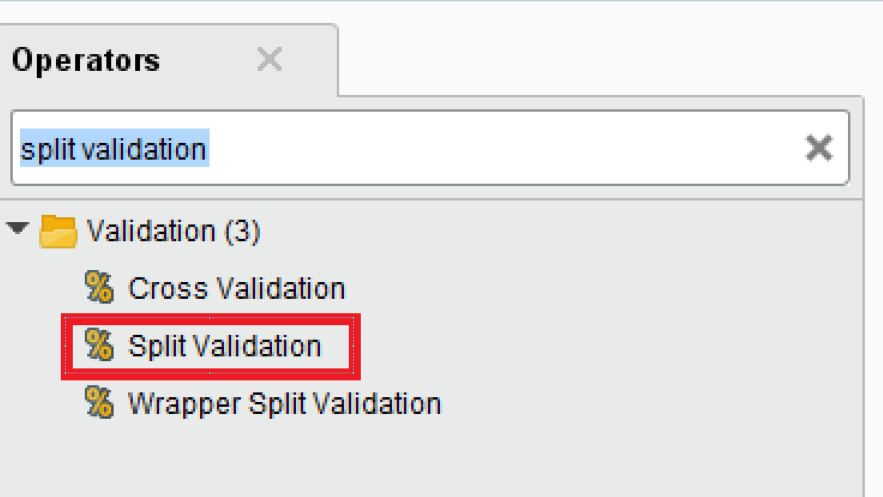 Operators
split validation
Validation (3)
Cross Validation
Split Validation
Wrapper Split Validation